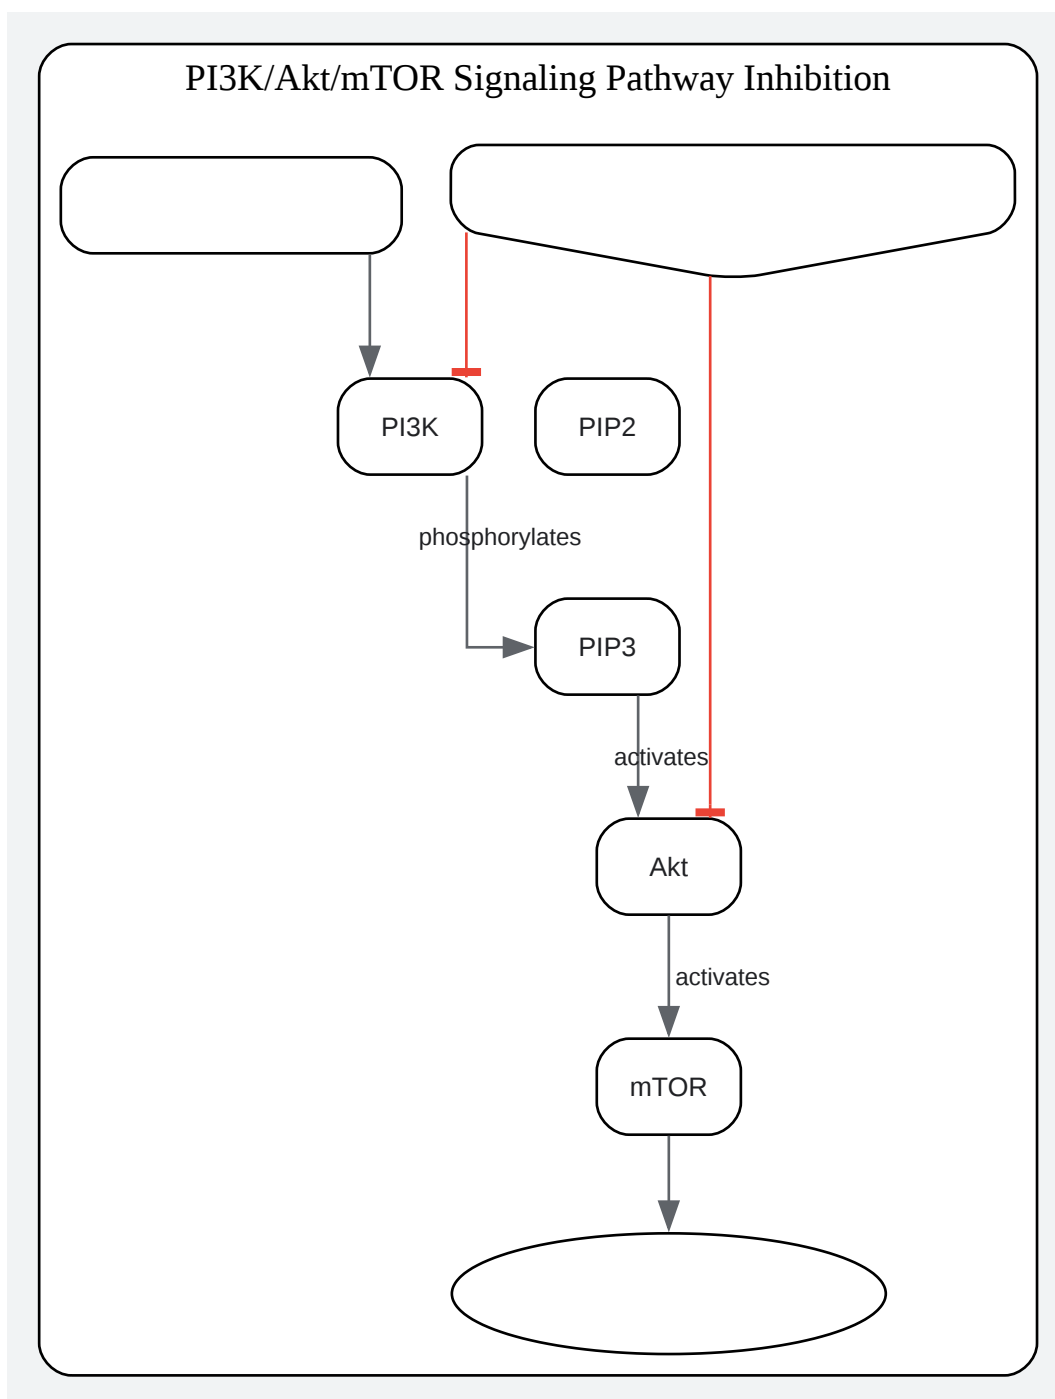 PI3K/Akt/mTOR Signaling Pathway Inhibition
PI3K
PIP2
phosphorylates
PIP3
activates
Akt
activates
mTOR